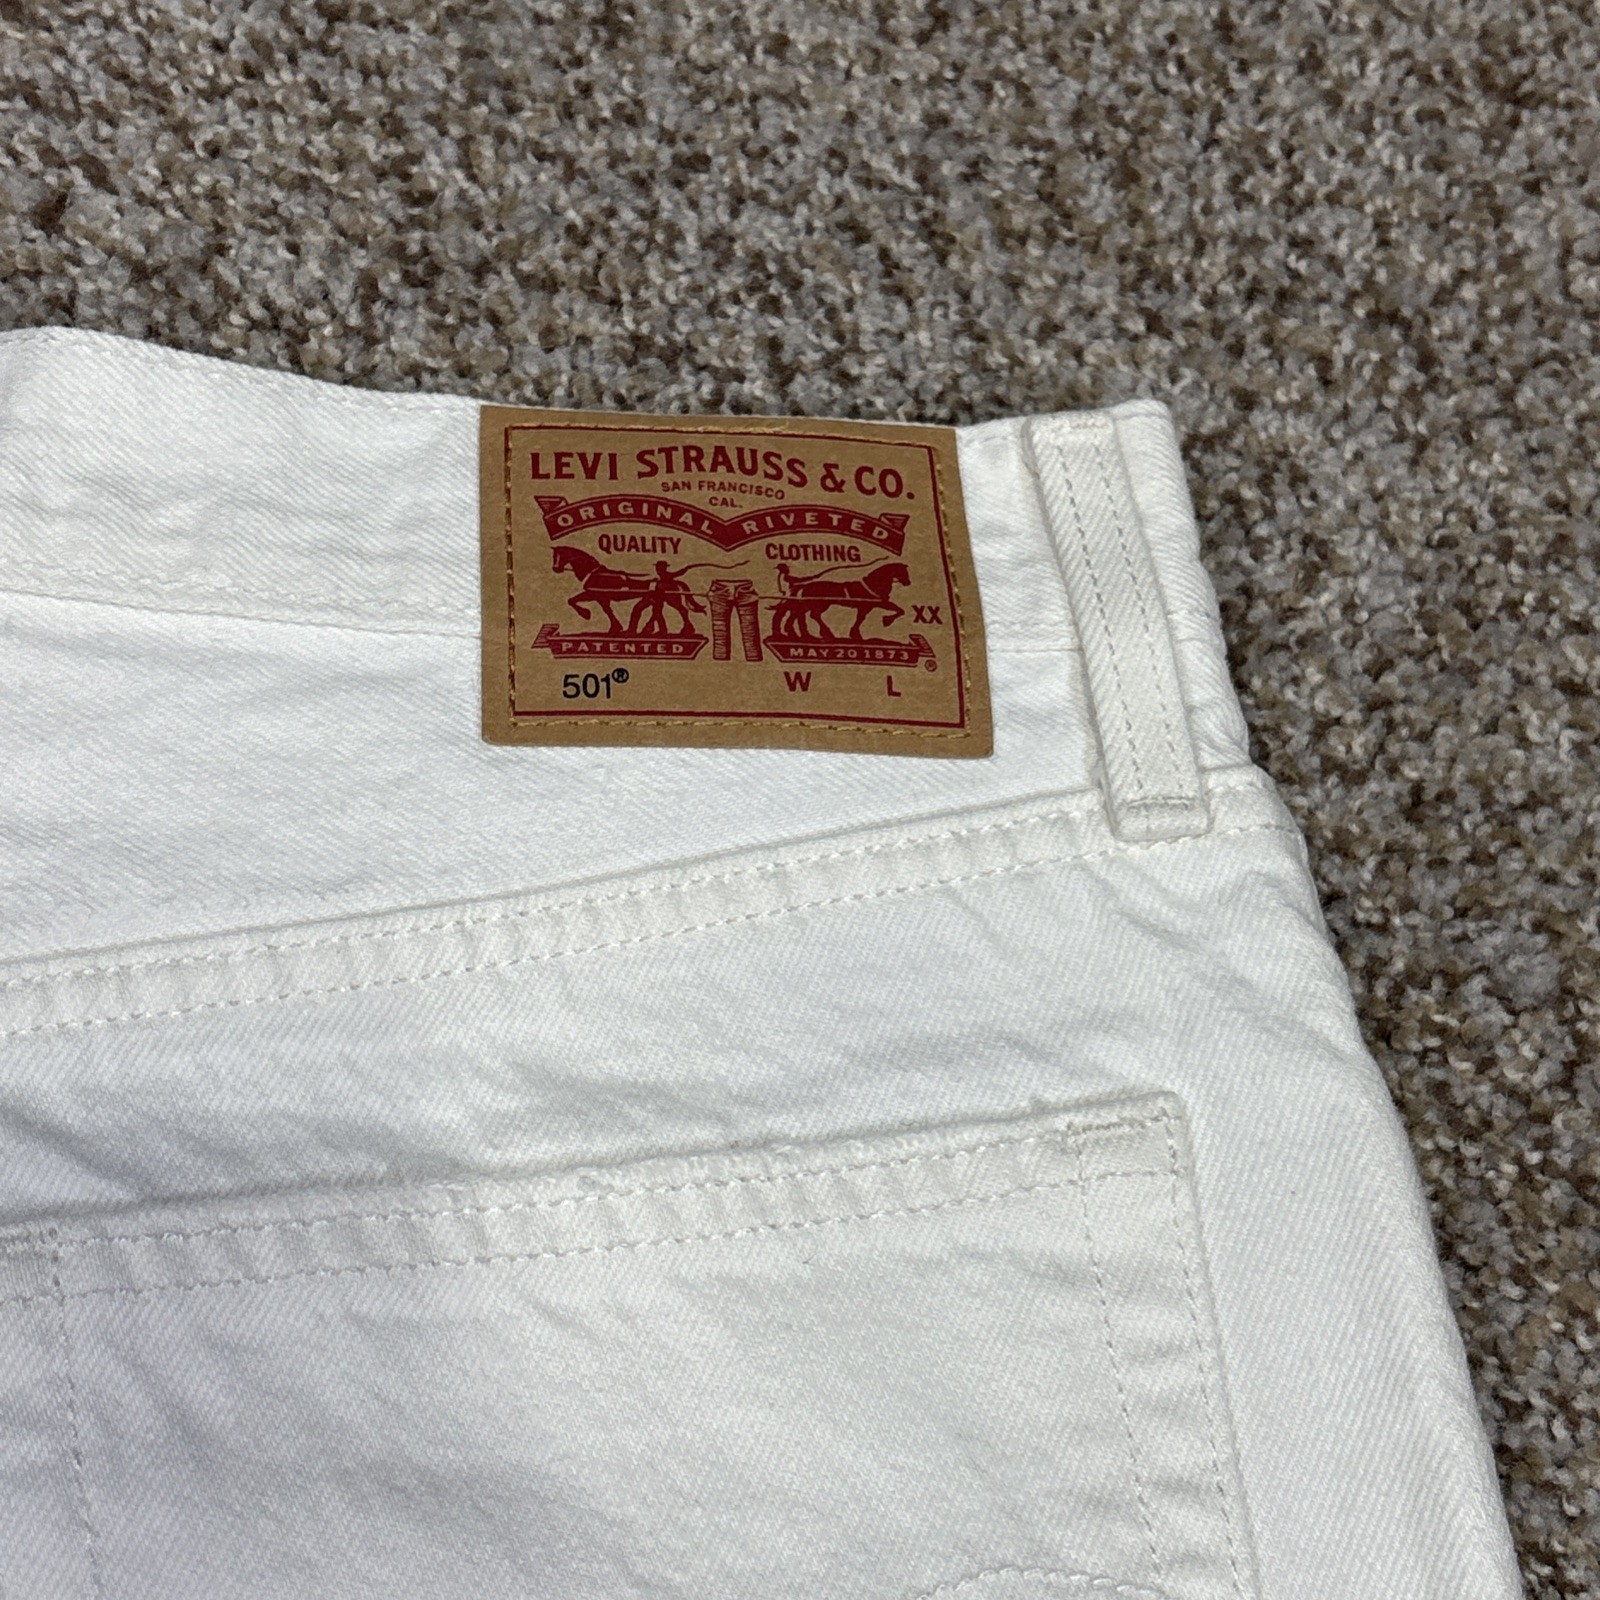 LEVI STRAUSS & CO.
SAN FRANCISCO
CAL.
ORIGINAL RIVETED
QUALITY CLOTHING
XX
PATENTED MAY 20 1873 ®
501® W L